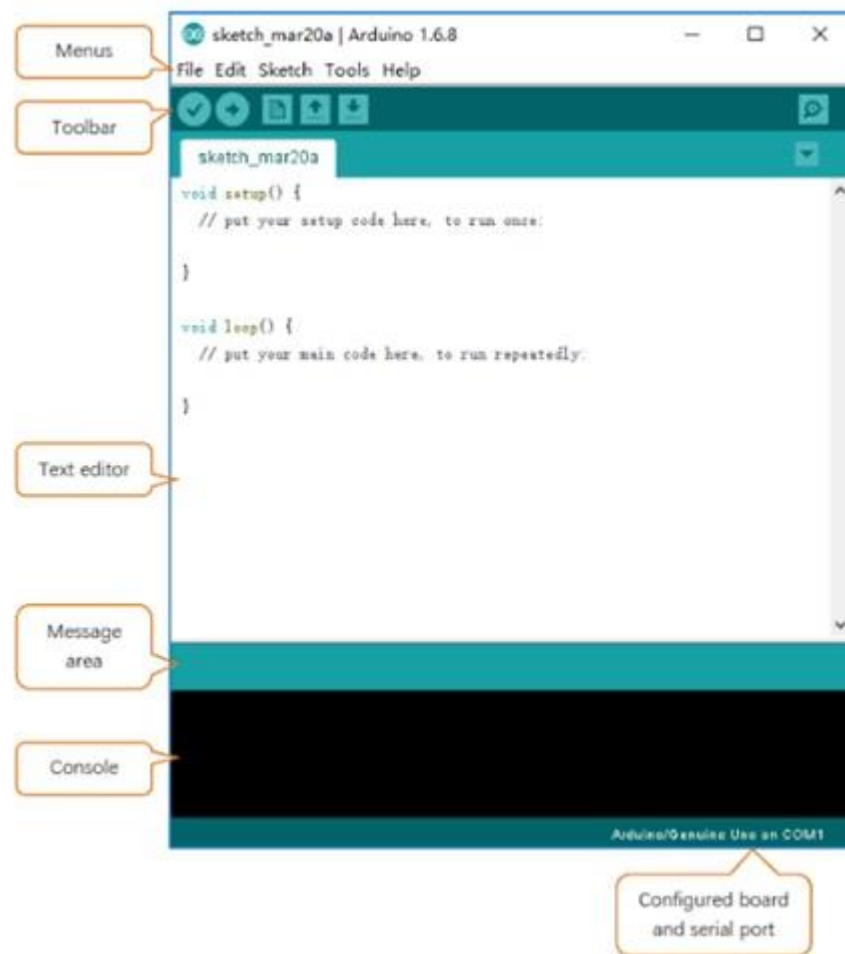 sketch_mar20a | Arduino 1.6.8
Menus
File Edit Sketch Tools Help
Toolbar
sketch_mar20a
void setup() {
// put your setup code here, to run once:
}
void loop() {
// put your main code here, to run repeatedly:
}
Text editor
Message
area
Console
Arduino/Genuino Uno on COM1
Configured board
and serial port